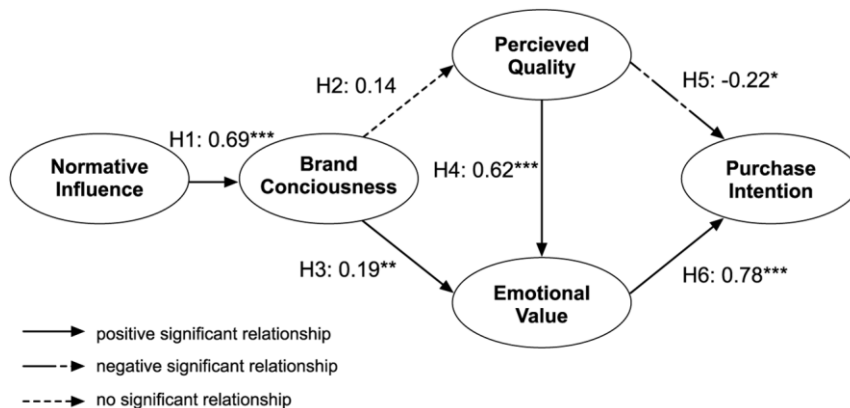 Percieved
Quality
H2: 0.14
H5: -0.22*
H1: 0.69***
Normative
Influence
Brand
Conciousness
H4: 0.62***
Purchase
Intention
H3: 0.19**
H6: 0.78***
Emotional
Value
positive significant relationship
negative significant relationship
no significant relationship